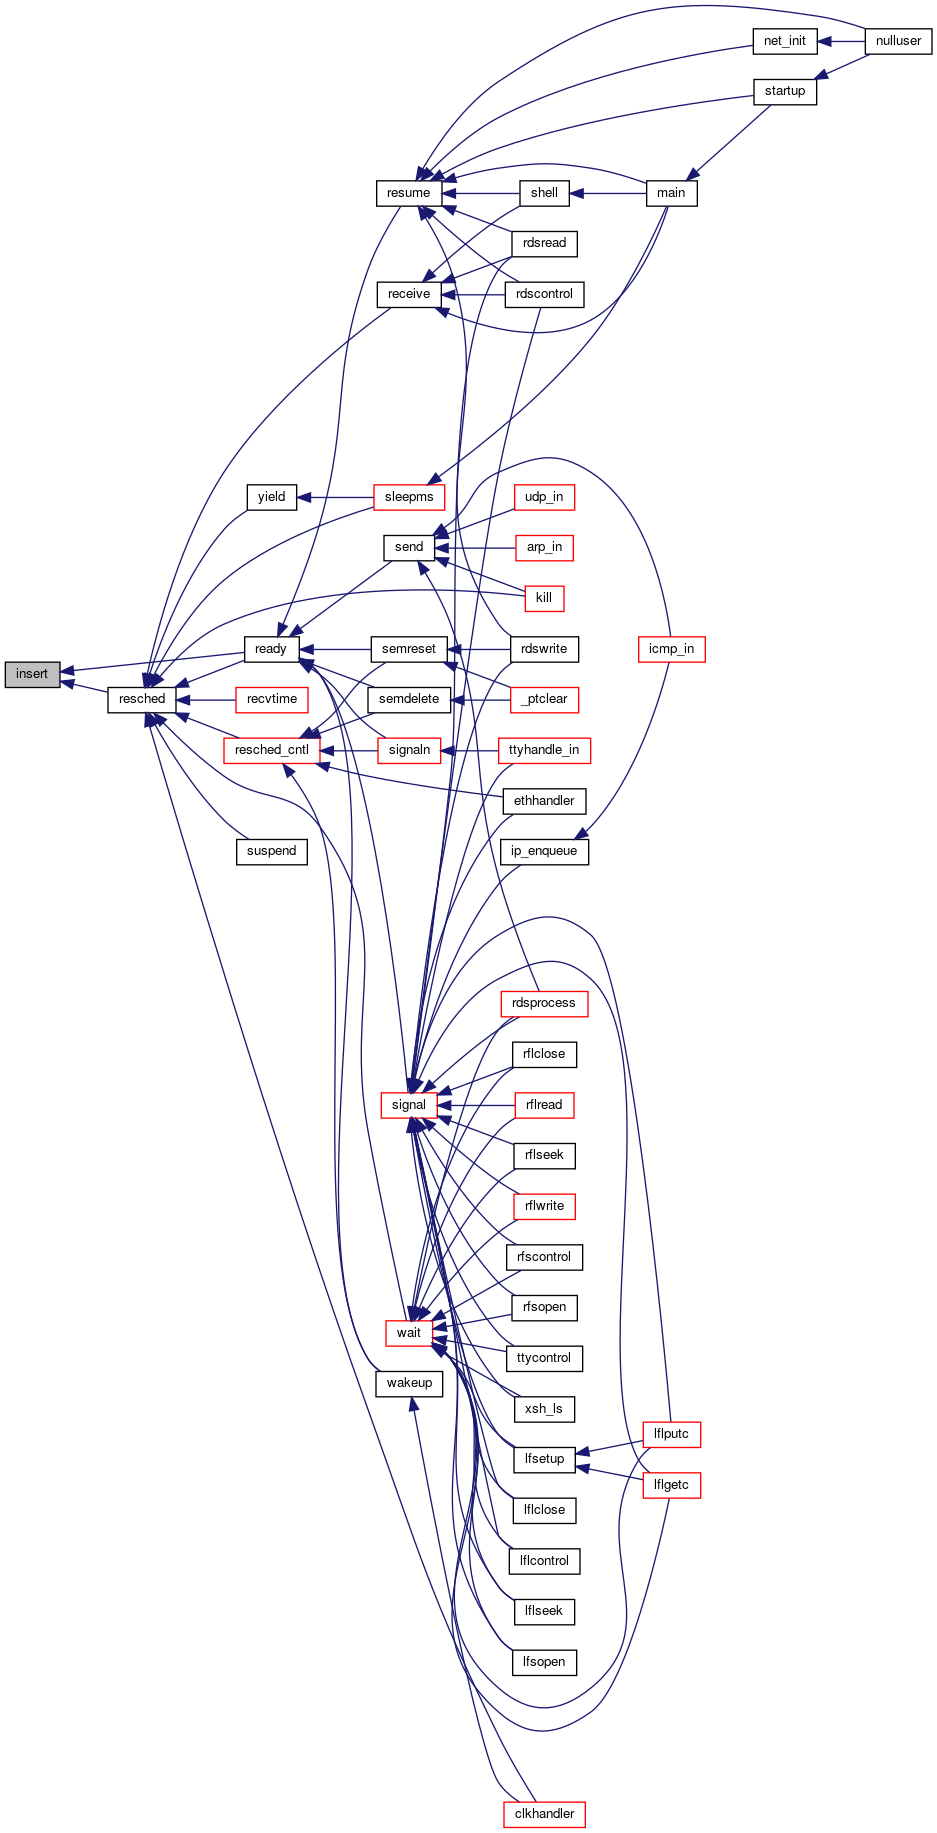 net_init
nulluser
startup
resume
shell
main
rdsread
receive
rdscontrol
yield
sleepms
udp_in
send
arp_in
kill
ready
semreset
rdswrite
icmp_in
insert
resched
recvtime
semdelete
_ptclear
resched_cntl
signaln
ttyhandle_in
ethhandler
suspend
ip_enqueue
rdsprocess
rflclose
signal
rflread
rflseek
rflwrite
rfscontrol
rfsopen
wait
ttycontrol
wakeup
xsh_ls
lflputc
lfsetup
lflgetc
lflclose
lflcontrol
lflseek
lfsopen
clkhandler